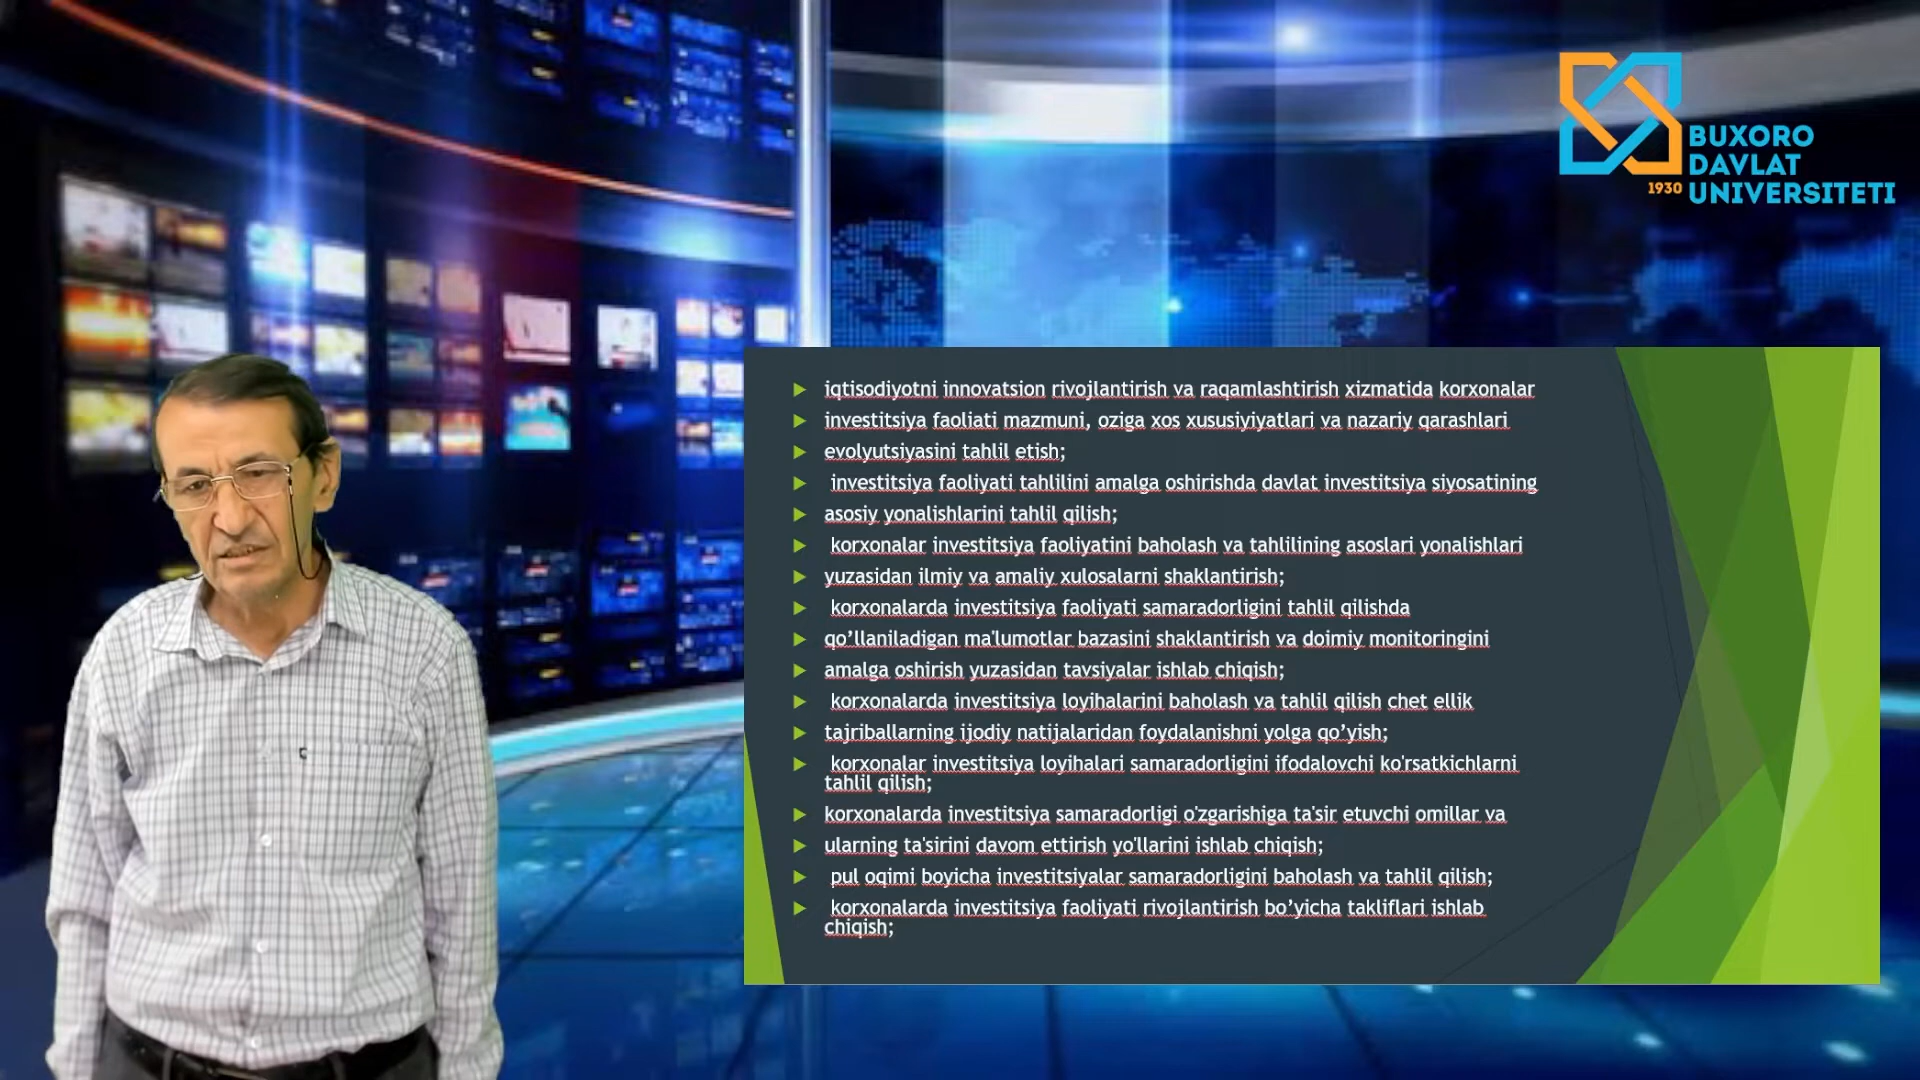 BUXORO
DAVLAT
1930 UNIVERSITETI
iqtisodiyotni innovatsion rivojlantirish va raqamlashtirish xizmatida korxonalar
investitsiya faoliati mazmuni, oziga xos xususiyiyatlari va nazariy qarashlari
evolyutsiyasini tahlil etish;
investitsiya faoliyati tahlilini amalga oshirishda davlat investitsiya siyosatining
asosiy yonalishlarini tahlil qilish;
korxonalar investitsiya faoliyatini baholash va tahlilining asoslari yonalishlari
yuzasidan ilmiy va amaliy xulosalarni shaklantirish;
korxonalarda investitsiya faoliyati samaradorligini tahlil qilishda
qo’llaniladigan ma'lumotlar bazasini shaklantirish va doimiy monitoringini
amalga oshirish yuzasidan tavsiyalar ishlab chiqish;
korxonalarda investitsiya loyihalarini baholash va tahlil qilish chet ellik
tajriballarning ijodiy natijalaridan foydalanishni yolga qo’yish;
korxonalar investitsiya loyihalari samaradorligini ifodalovchi ko'rsatkichlarni
tahlil qilish;
korxonalarda investitsiya samaradorligi o'zgarishiga ta'sir etuvchi omillar va
ularning ta'sirini davom ettirish yo'llarini ishlab chiqish;
pul oqimi boyicha investitsiyalar samaradorligini baholash va tahlil qilish;
korxonalarda investitsiya faoliyati rivojlantirish bo’yicha takliflari ishlab
chiqish;